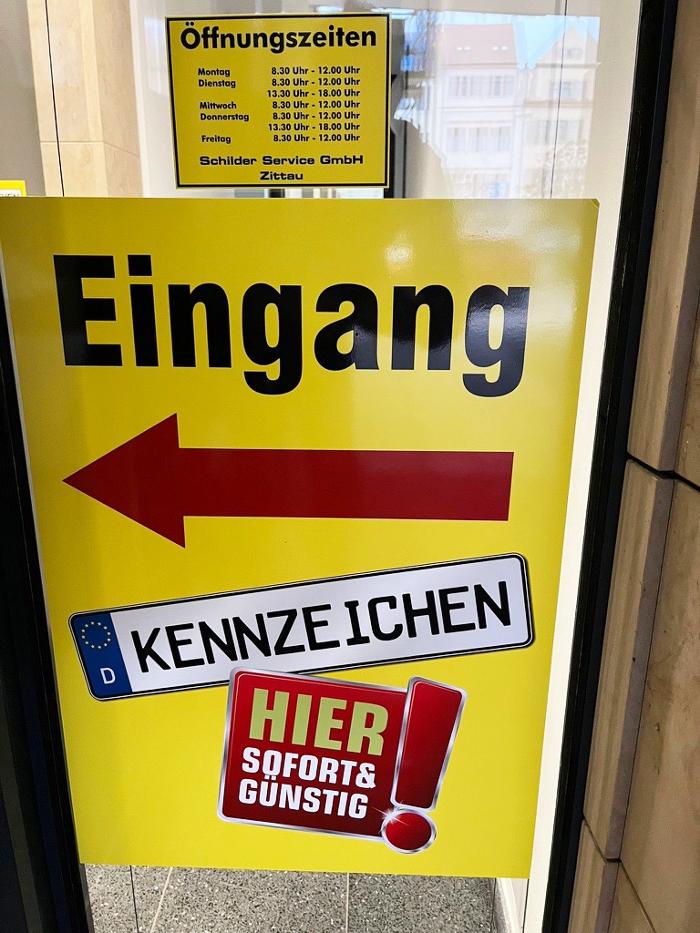 Öffnungszeiten
Montag 8.30 Uhr - 12.00 Uhr
Dienstag 8.30 Uhr - 12.00 Uhr
13.30 Uhr - 18.00 Uhr
Mittwoch 8.30 Uhr - 12.00 Uhr
Donnerstag 8.30 Uhr - 12.00 Uhr
13.30 Uhr - 18.00 Uhr
Freitag 8.30 Uhr - 12.00 Uhr
Schilder Service GmbH
Zittau
Eingang
D KENNZEICHEN
HIER
SOFORT&
GÜNSTIG
!